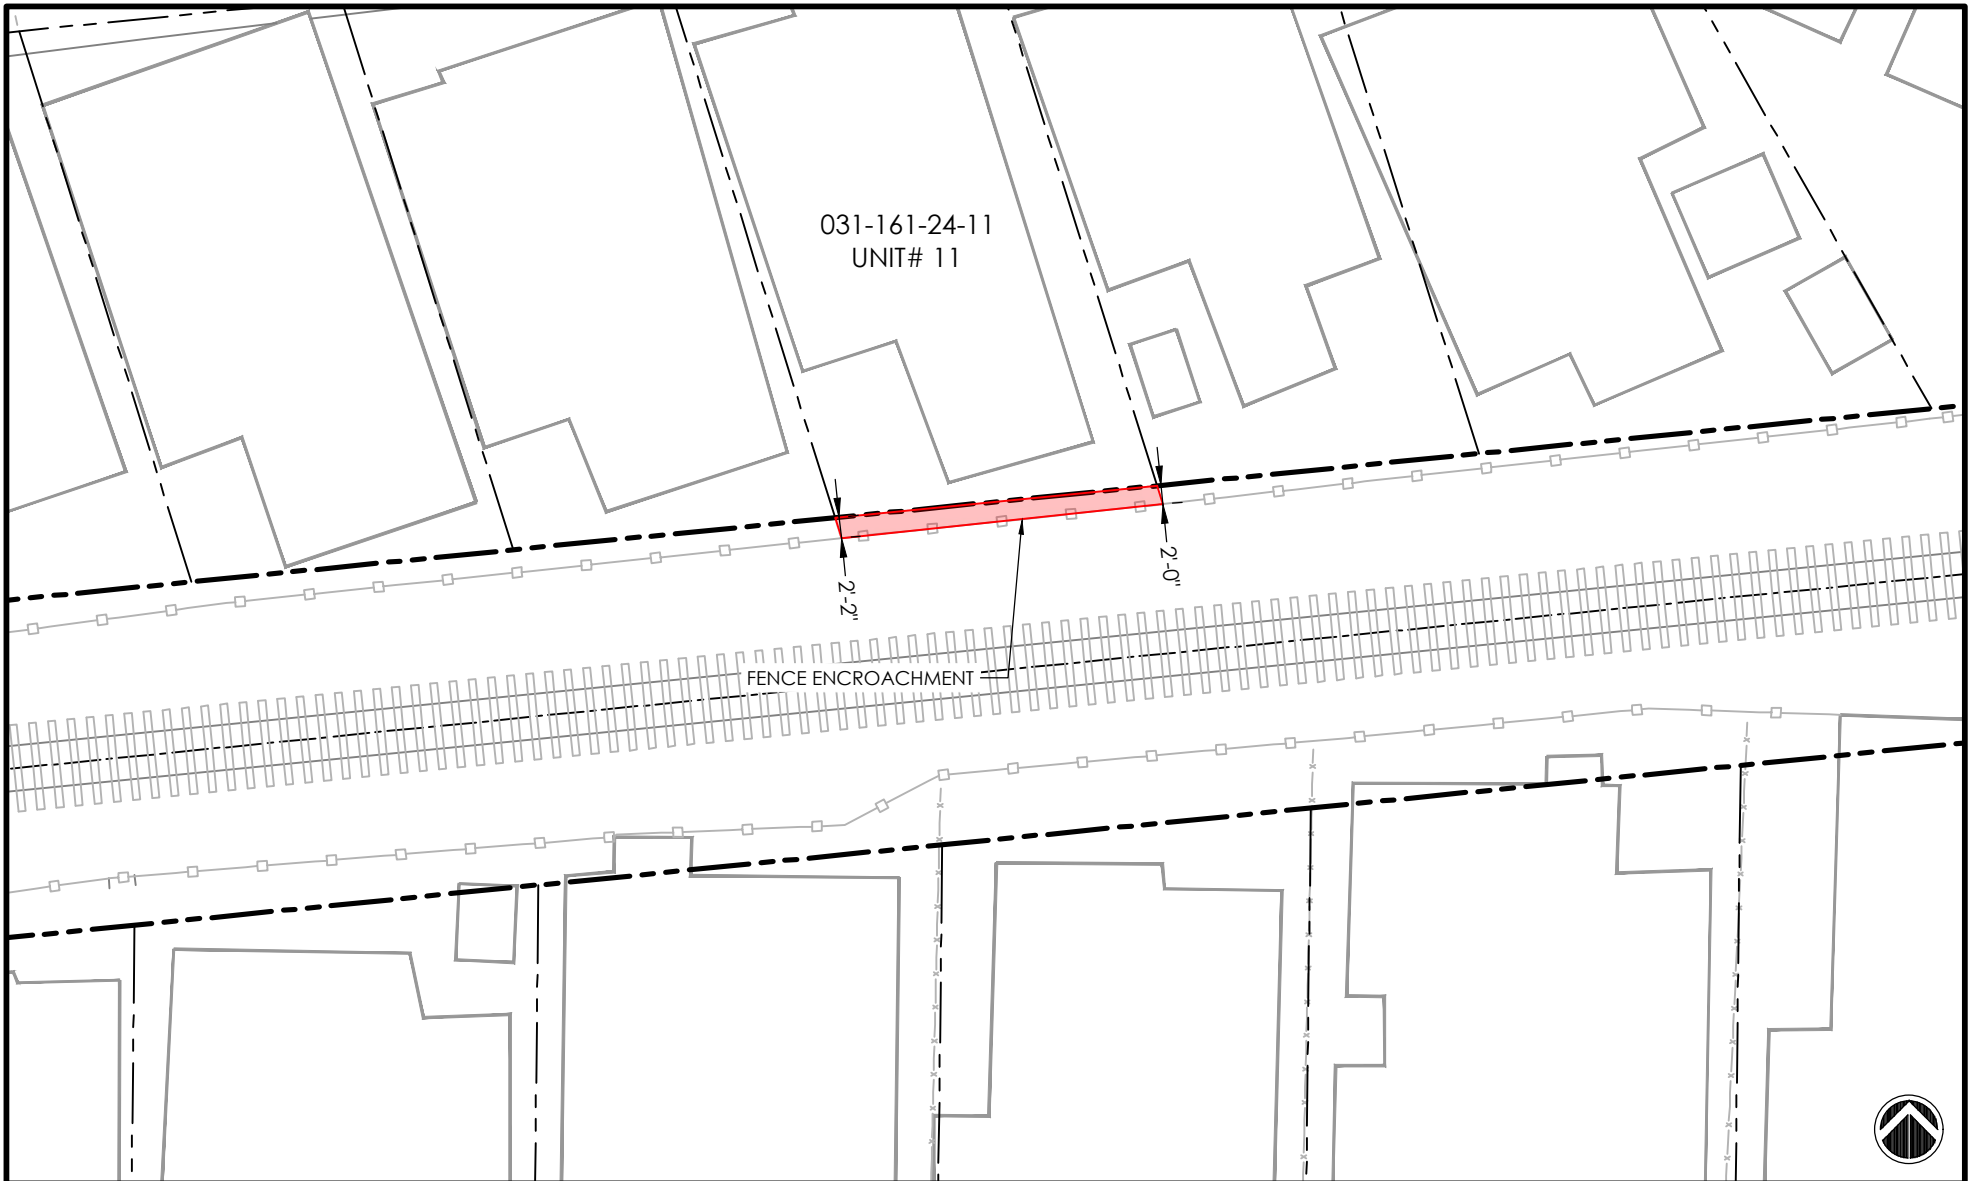 031-161-24-11
UNIT# 11
2'-2"
2'-0"
FENCE ENCROACHMENT